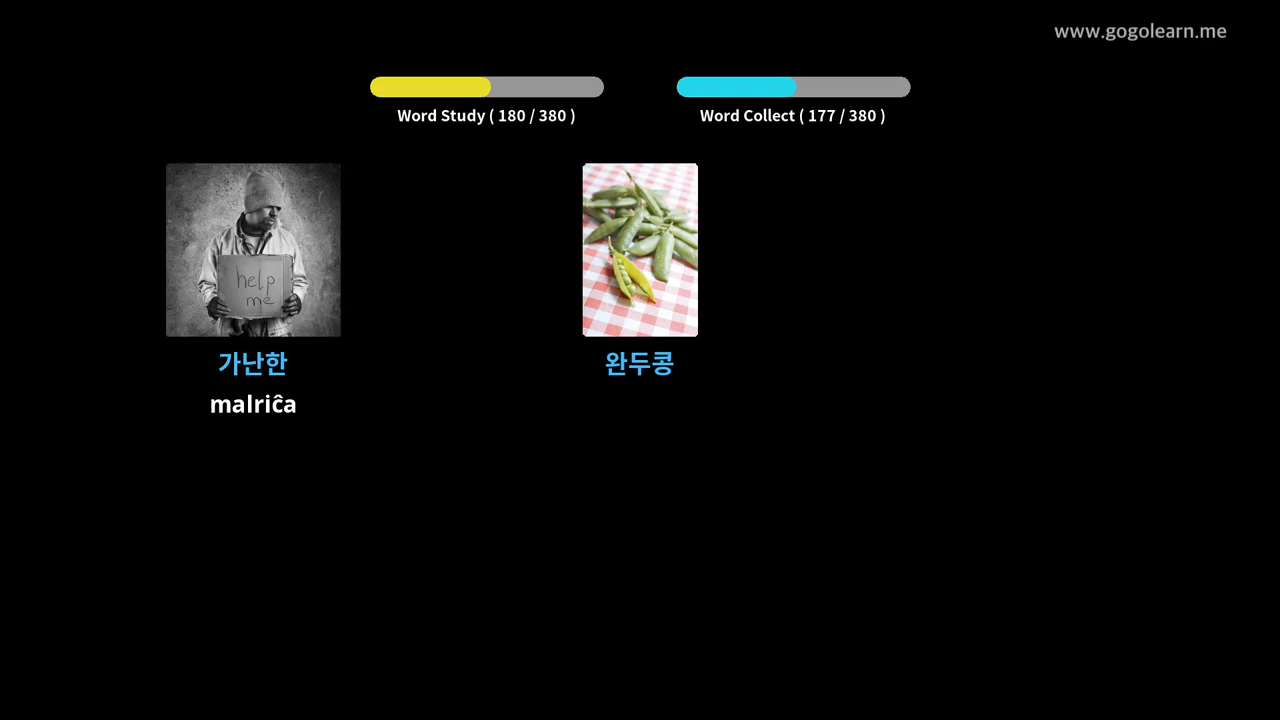 www.gogolearn.me
Word Study ( 180 / 380 )
Word Collect ( 177 / 380 )
help
me
가난한
완두콩
malriĉa